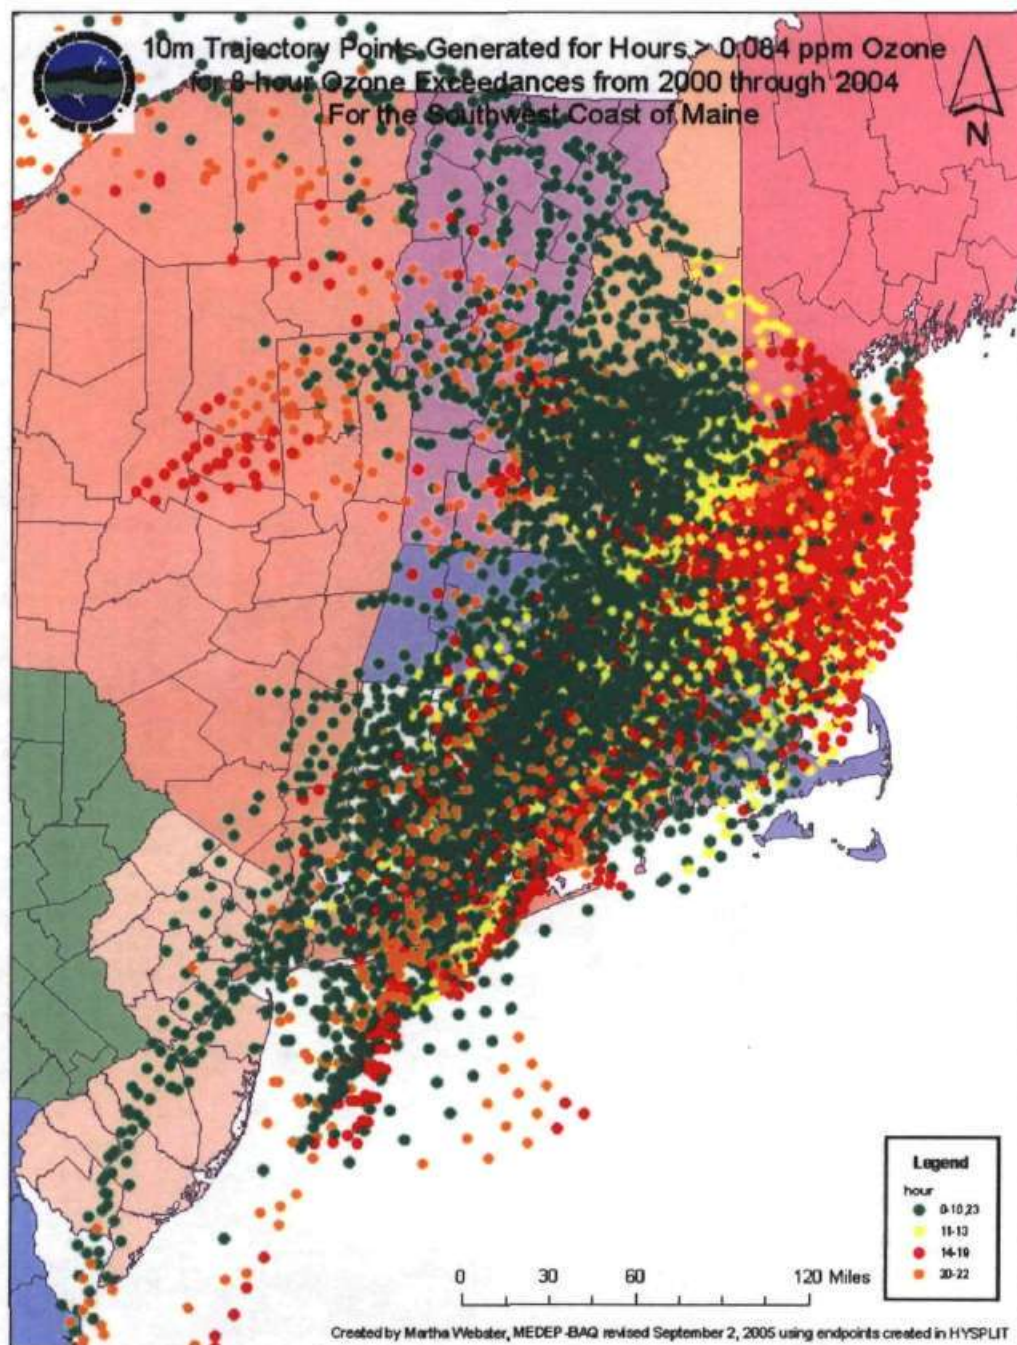 10m Trajectory Points Generated for Hours > 0.084 ppm Ozone
for 8-hour Ozone Exceedances from 2000 through 2004
For the Southwest Coast of Maine
N
Legend
hour
0-10,23
11-13
14-19
20-22
0 30 60 120 Miles
Created by Martha Webster, MEDEP-BAQ revised September 2, 2005 using endpoints created in HYSPLIT